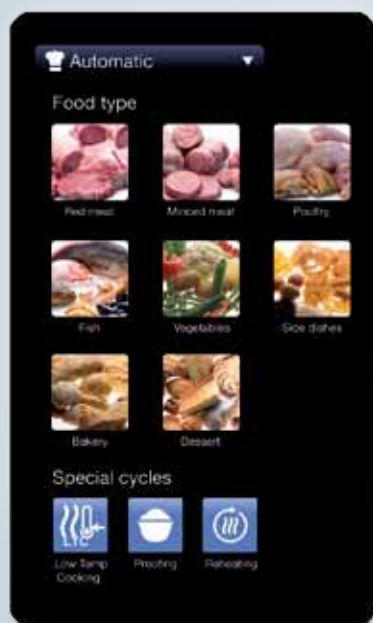 Automatic
Food type
Red meat
Minced meat
Poultry
Fish
Vegetables
Side dishes
Bakery
Dessert
Special cycles
Low Temp
Cooking
Proofing
Reheating